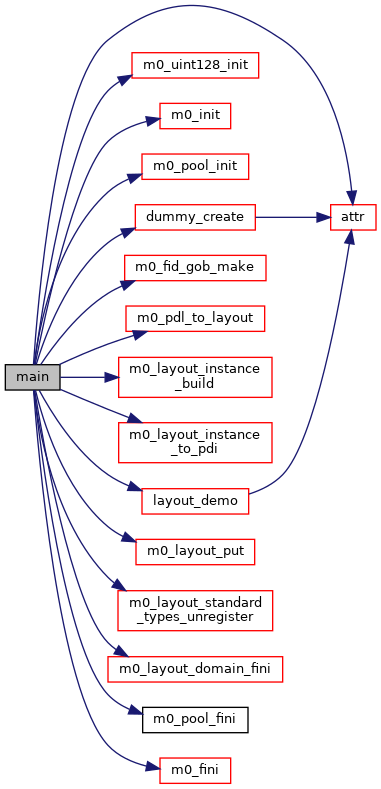 m0_uint128_init
m0_init
m0_pool_init
dummy_create
attr
m0_fid_gob_make
m0_pdl_to_layout
main
m0_layout_instance
_build
m0_layout_instance
_to_pdi
layout_demo
m0_layout_put
m0_layout_standard
_types_unregister
m0_layout_domain_fini
m0_pool_fini
m0_fini